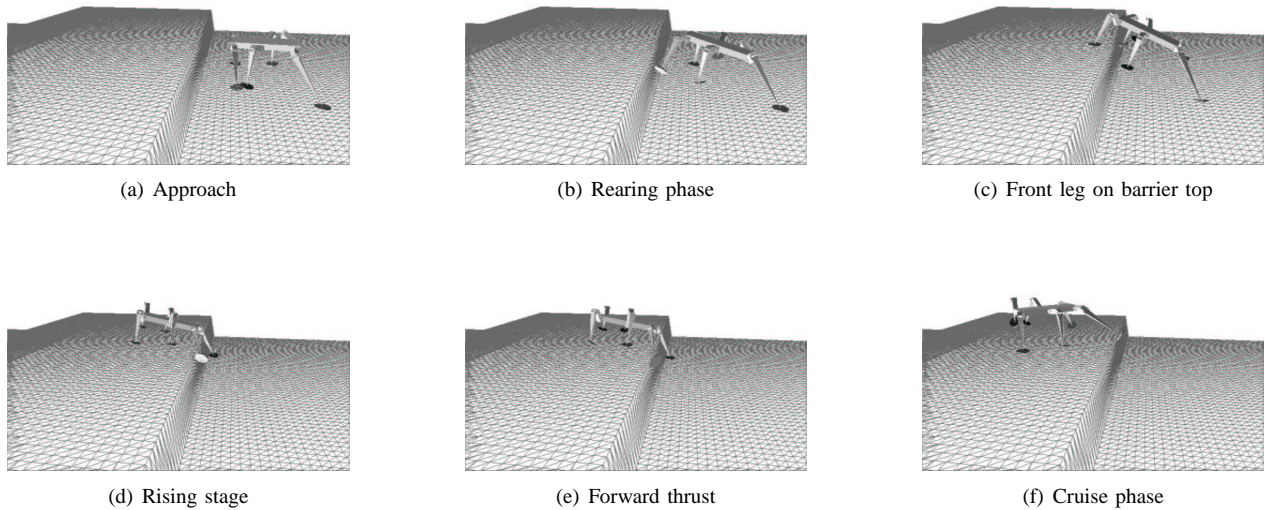 (a) Approach
(b) Rearing phase
(c) Front leg on barrier top
(d) Rising stage
(e) Forward thrust
(f) Cruise phase